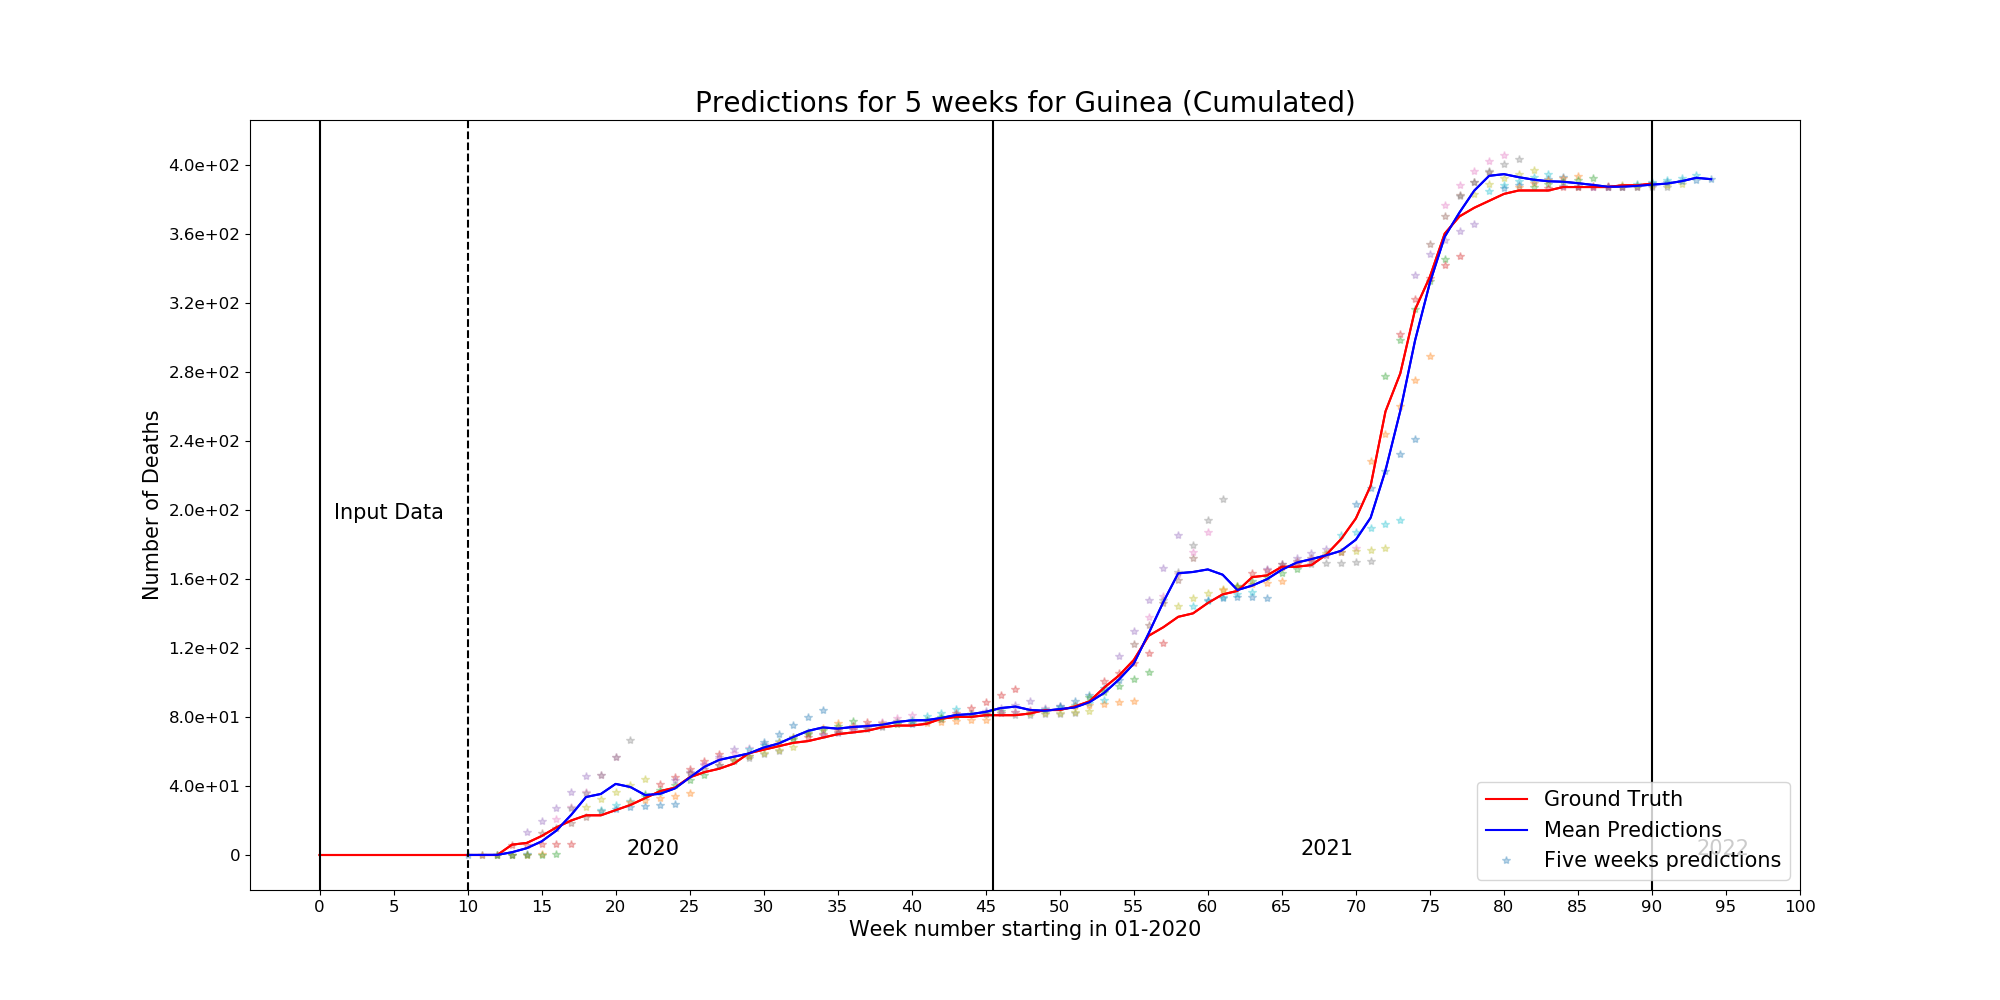 Predictions for 5 weeks for Guinea (Cumulated)
Number of Deaths
4.0e+02
3.6e+02
3.2e+02
2.8e+02
2.4e+02
2.0e+02
1.6e+02
1.2e+02
8.0e+01
4.0e+01
0
Input Data
2020
2021
2022
Ground Truth
Mean Predictions
Five weeks predictions
0 5 10 15 20 25 30 35 40 45 50 55 60 65 70 75 80 85 90 95 100
Week number starting in 01-2020